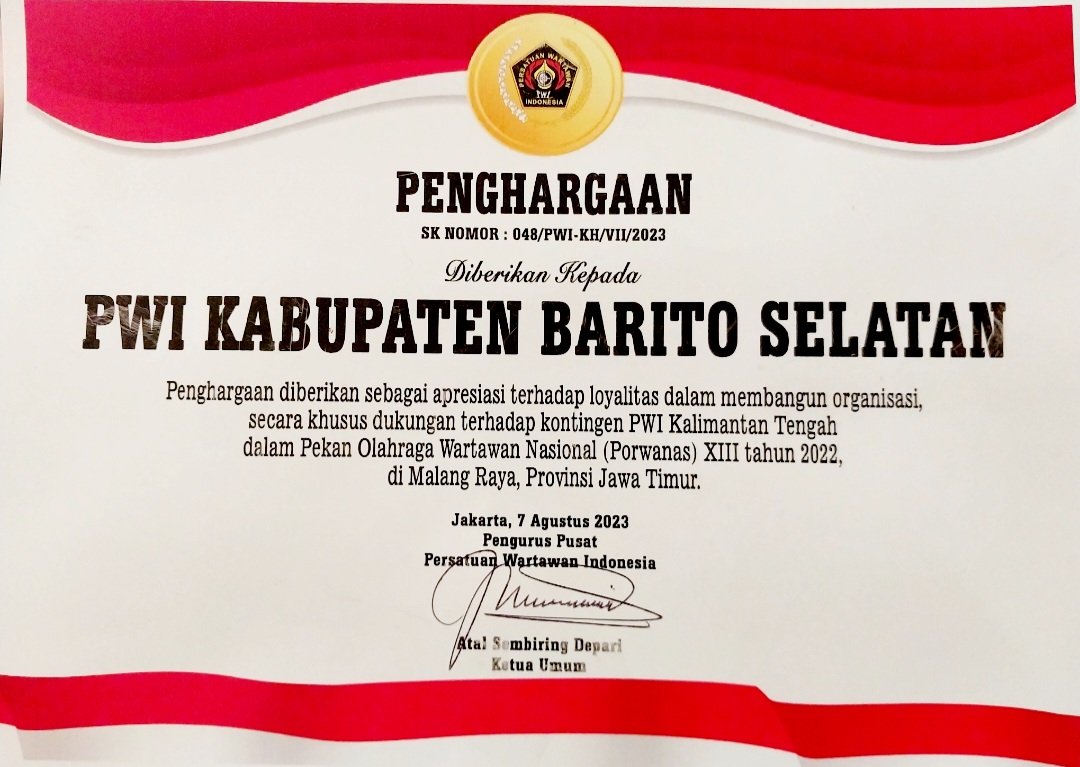 PERSATUAN WARTAWAN
PWI
INDONESIA
PENGHARGAAN
SK NOMOR : 048/PWI-KH/VII/2023
Diberikan Kepada
PWI KABUPATEN BARITO SELATAN
Penghargaan diberikan sebagai apresiasi terhadap loyalitas dalam membangun organisasi,
secara khusus dukungan terhadap kontingen PWI Kalimantan Tengah
dalam Pekan Olahraga Wartawan Nasional (Porwanas) XIII tahun 2022,
di Malang Raya, Provinsi Jawa Timur.
Jakarta, 7 Agustus 2023
Pengurus Pusat
Persatuan Wartawan Indonesia
Atal Sembiring Depari
Ketua Umum